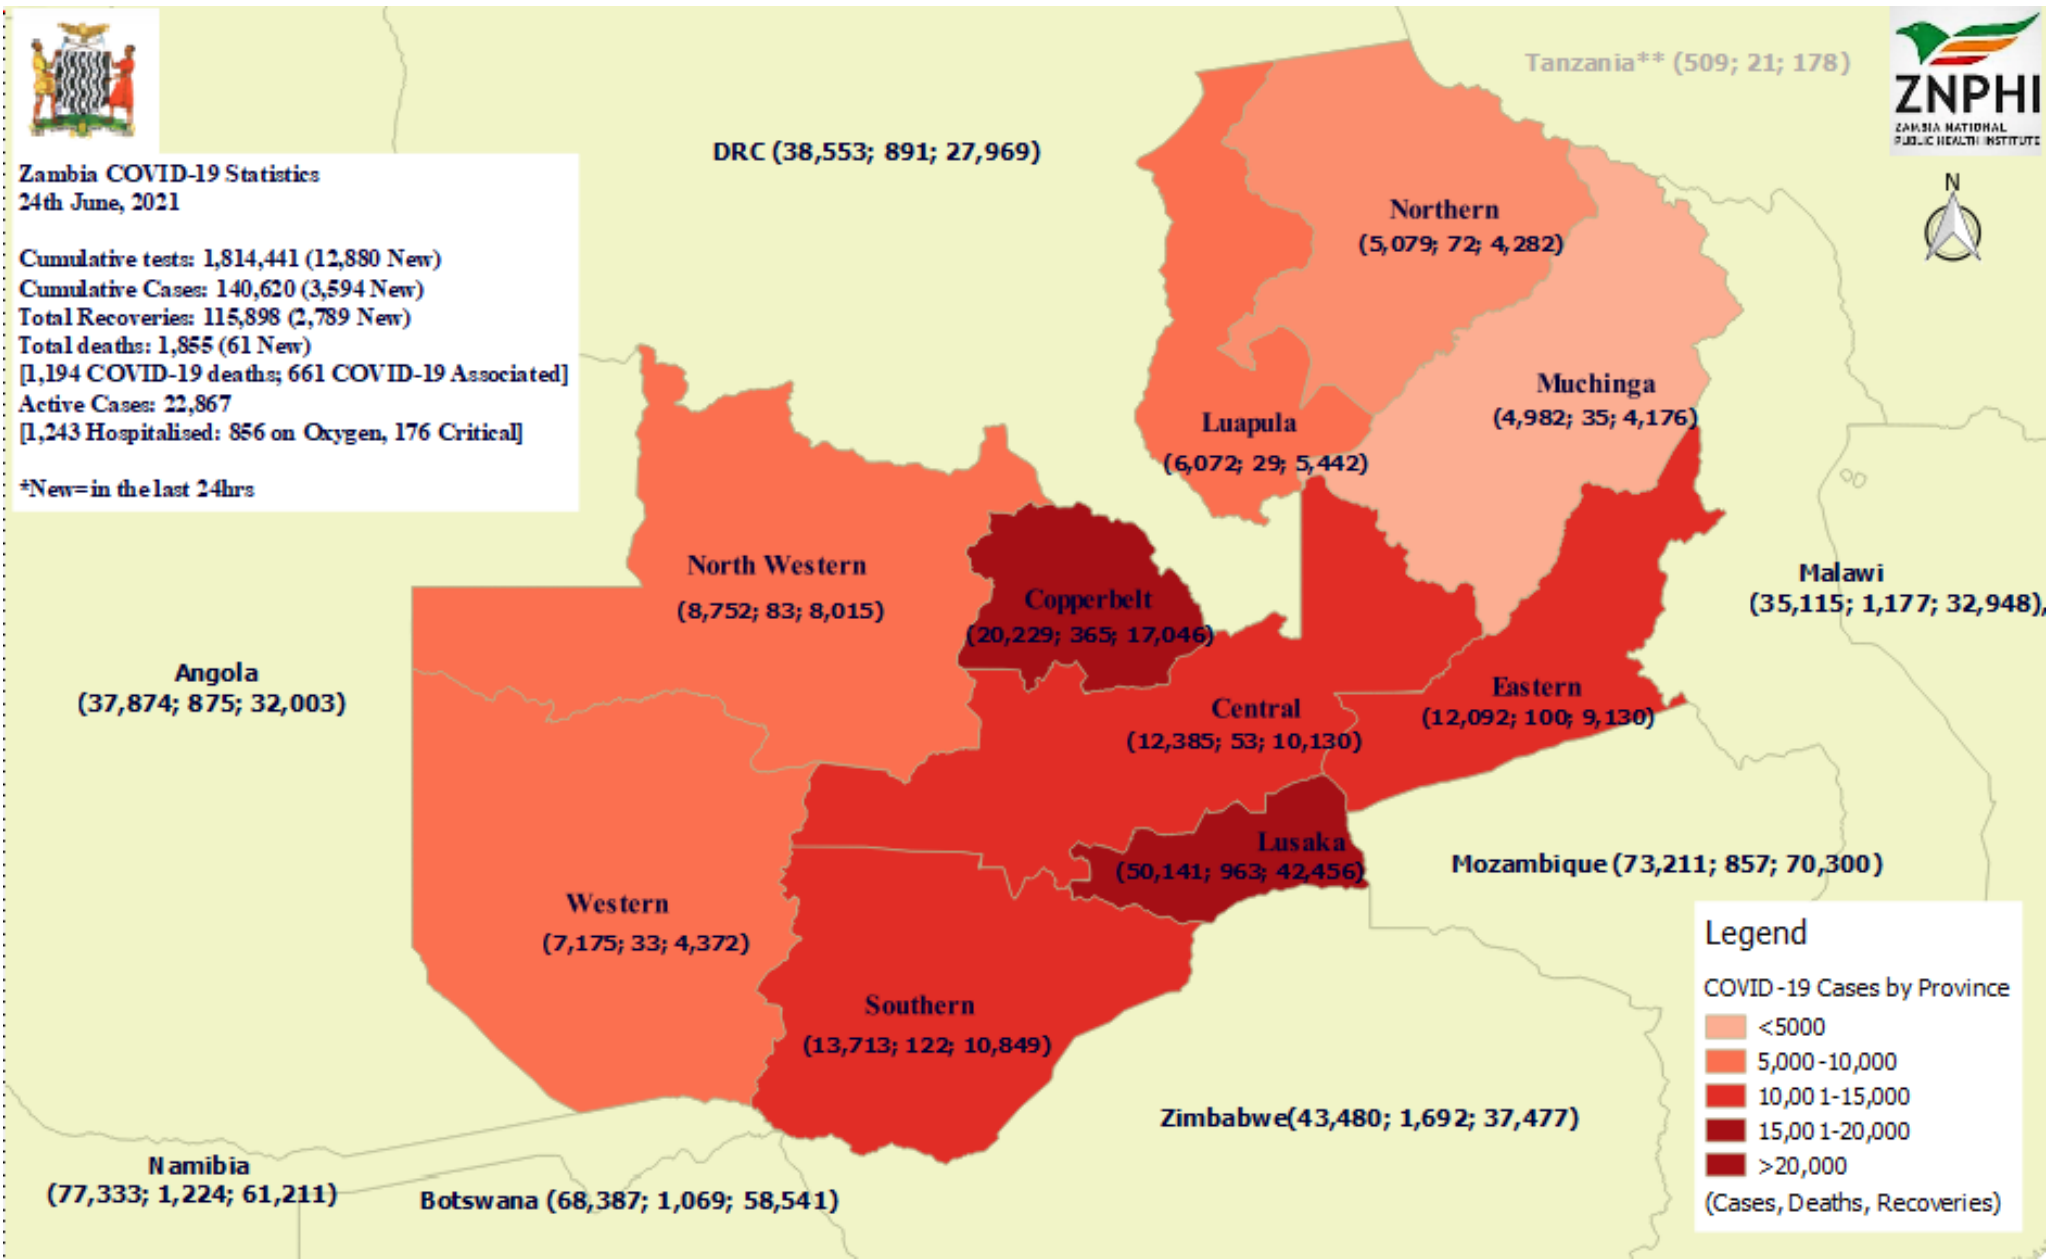 Zambia COVID-19 Statistics
24th June, 2021
Cumulative tests: 1,814,441 (12,880 New)
Cumulative Cases: 140,620 (3,594 New)
Total Recoveries: 115,898 (2,789 New)
Total deaths: 1,855 (61 New)
[1,194 COVID-19 deaths; 661 COVID-19 Associated]
Active Cases: 22,867
[1,243 Hospitalised: 856 on Oxygen, 176 Critical]
*New=in the last 24hrs
Tanzania** (509; 21; 178)
ZNPHI
ZAMBIA NATIONAL
PUBLIC HEALTH INSTITUTE
N
DRC (38,553; 891; 27,969)
Northern
(5,079; 72; 4,282)
Muchinga
(4,982; 35; 4,176)
Luapula
(6,072; 29; 5,442)
North Western
(8,752; 83; 8,015)
Copperbelt
(20,229; 365; 17,046)
Malawi
(35,115; 1,177; 32,948),
Angola
(37,874; 875; 32,003)
Central
(12,385; 53; 10,130)
Eastern
(12,092; 100; 9,130)
Lusaka
(50,141; 963; 42,456)
Mozambique (73,211; 857; 70,300)
Western
(7,175; 33; 4,372)
Southern
(13,713; 122; 10,849)
Zimbabwe(43,480; 1,692; 37,477)
Namibia
(77,333; 1,224; 61,211)
Botswana (68,387; 1,069; 58,541)
Legend
COVID-19 Cases by Province
<5000
5,000-10,000
10,001-15,000
15,001-20,000
>20,000
(Cases, Deaths, Recoveries)